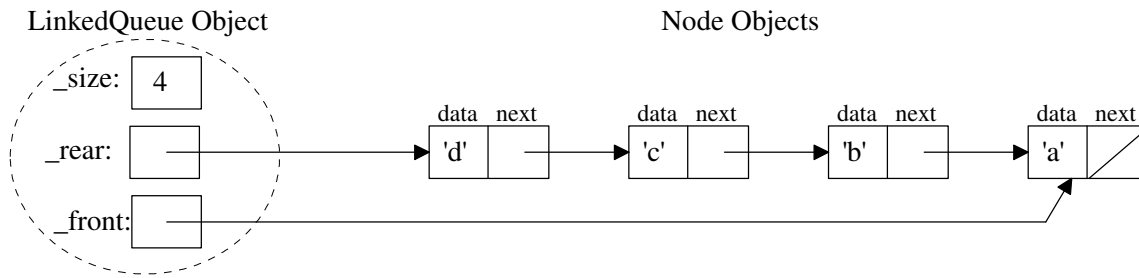 LinkedQueue Object
Node Objects
_size: 4
data next data next data next data next
_rear: 'd' 'c' 'b' 'a'
_front: